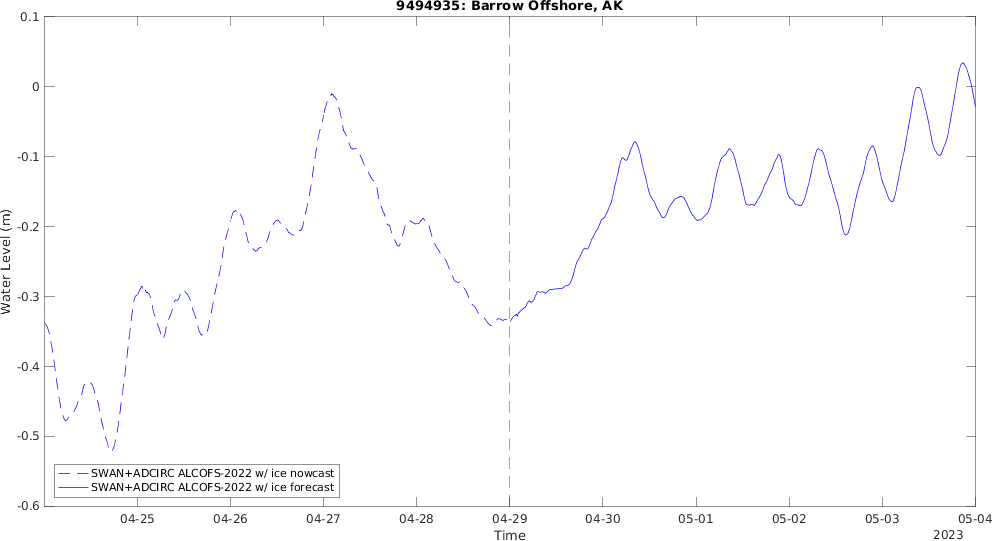 9494935: Barrow Offshore, AK
0.1
0
-0.1
-0.2
-0.3
-0.4
-0.5
-0.6
Water Level (m)
SWAN+ADCIRC ALCOFS-2022 w/ ice nowcast
SWAN+ADCIRC ALCOFS-2022 w/ ice forecast
04-25 04-26 04-27 04-28 04-29 04-30 05-01 05-02 05-03 05-04
Time
2023